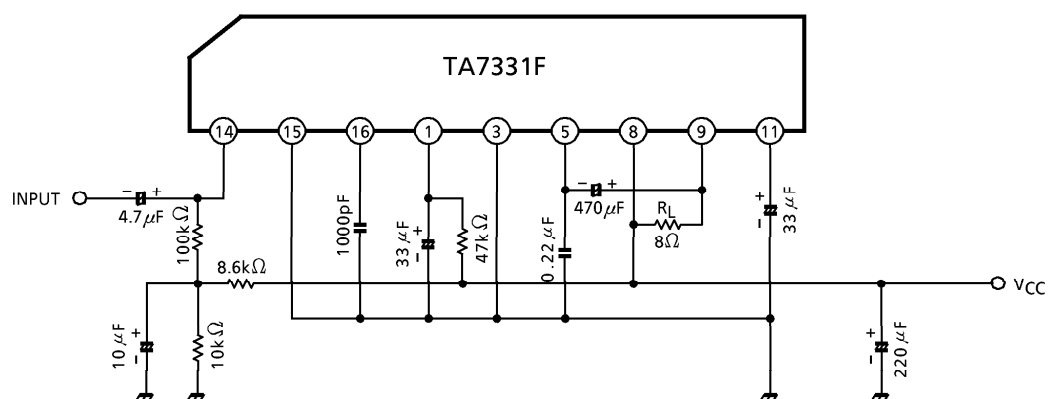 TA7331F
14 15 16 1 3 5 8 9 11
INPUT
− +
4.7μF
100kΩ
1000pF
33μF
+
−
47kΩ
− +
470μF
0.22μF
RL
8Ω
+
−
33μF
8.6kΩ
VCC
10μF
+
−
10kΩ
+
−
220μF